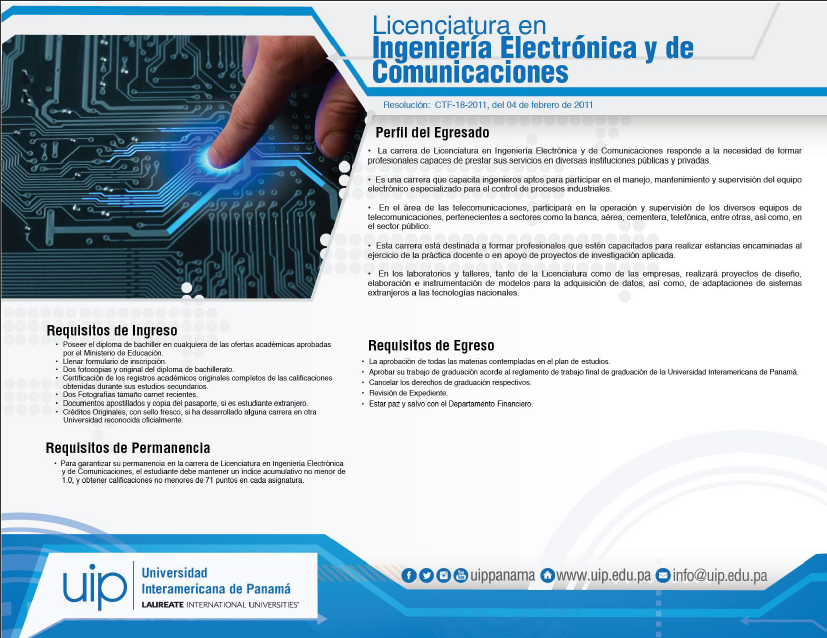 Licenciatura en
Ingeniería Electrónica y de
Comunicaciones
Resolución: CTF-18-2011, del 04 de febrero de 2011
Perfil del Egresado
• La carrera de Licenciatura en Ingeniería Electrónica y de Comunicaciones responde a la necesidad de formar
profesionales capaces de prestar sus servicios en diversas instituciones públicas y privadas.
• Es una carrera que capacita ingenieros aptos para participar en el manejo, mantenimiento y supervisión del equipo
electrónico especializado para el control de procesos industriales.
• En el área de las telecomunicaciones, participará en la operación y supervisión de los diversos equipos de
telecomunicaciones, pertenecientes a sectores como la banca, aérea, cementera, telefónica, entre otras, así como, en
el sector público.
• Esta carrera está destinada a formar profesionales que estén capacitados para realizar estancias encaminadas al
ejercicio de la práctica docente o en apoyo de proyectos de investigación aplicada.
• En los laboratorios y talleres, tanto de la Licenciatura como de las empresas, realizará proyectos de diseño,
elaboración e instrumentación de modelos para la adquisición de datos, así como, de adaptaciones de sistemas
extranjeros a las tecnologías nacionales.
Requisitos de Ingreso
• Poseer el diploma de bachiller en cualquiera de las ofertas académicas aprobadas
por el Ministerio de Educación.
• Llenar formulario de inscripción.
• Dos fotocopias y original del diploma de bachillerato.
• Certificación de los registros académicos originales completos de las calificaciones
obtenidas durante sus estudios secundarios.
• Dos Fotografías tamaño carnet recientes.
• Documentos apostillados y copia del pasaporte, si es estudiante extranjero.
• Créditos Originales, con sello fresco, si ha desarrollado alguna carrera en otra
Universidad reconocida oficialmente.
Requisitos de Permanencia
• Para garantizar su permanencia en la carrera de Licenciatura en Ingeniería Electrónica
y de Comunicaciones, el estudiante debe mantener un índice acumulativo no menor de
1.0, y obtener calificaciones no menores de 71 puntos en cada asignatura.
Requisitos de Egreso
• La aprobación de todas las materias contempladas en el plan de estudios.
• Aprobar su trabajo de graduación acorde al reglamento de trabajo final de graduación de la Universidad Interamericana de Panamá.
• Cancelar los derechos de graduación respectivos.
• Revisión de Expediente.
• Estar paz y salvo con el Departamento Financiero.
uip
Universidad
Interamericana de Panamá
LAUREATE INTERNATIONAL UNIVERSITIES
uippanama www.uip.edu.pa info@uip.edu.pa